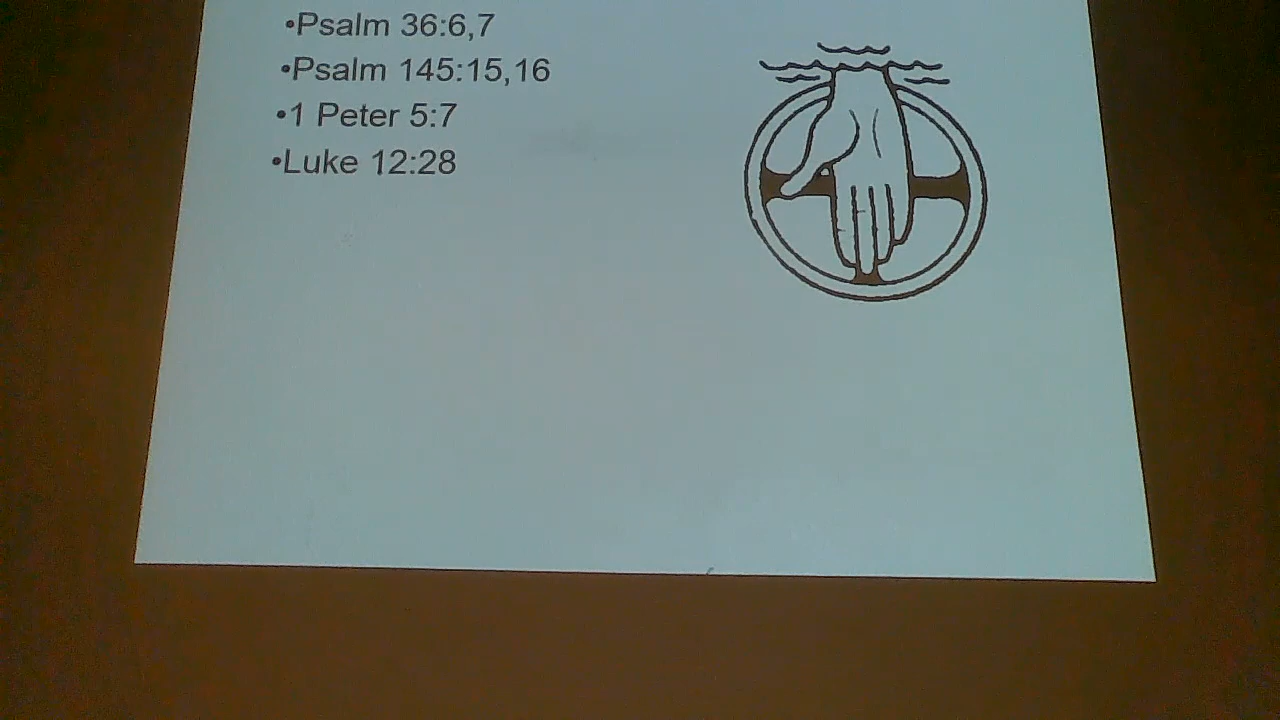 •Psalm 36:6,7
•Psalm 145:15,16
•1 Peter 5:7
•Luke 12:28